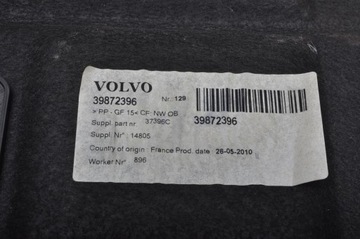 VOLVO
39872396 Nr. 129
> PP - GF 15< CF NW OB
Suppl. part nr. 37396C 39872396
Suppl. Nr° : 14805
Country of origin : France Prod. date 26-05-2010
Worker Nr° 896